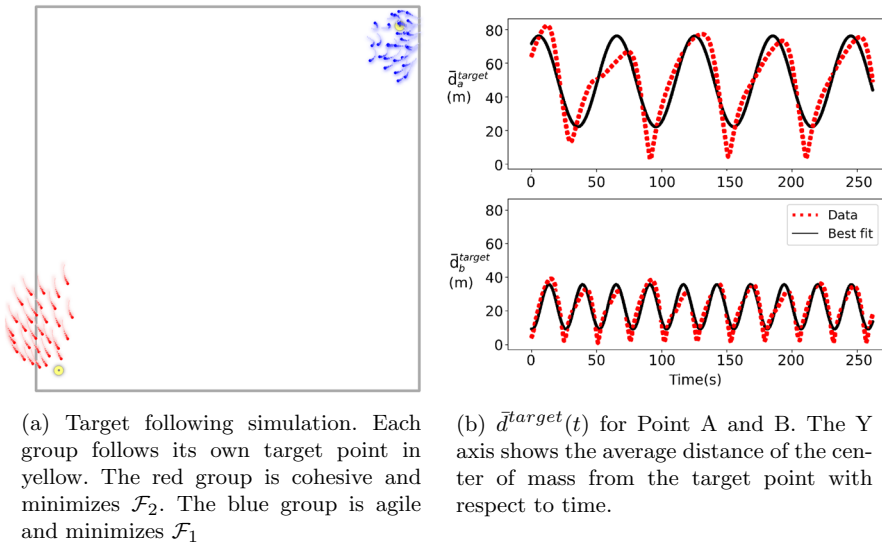 80
60
40
20
0
d̄ₐᵗᵃʳᵍᵉᵗ
(m)
0 50 100 150 200 250
80
60
40
20
0
d̄_b^{target}
(m)
Data
Best fit
0 50 100 150 200 250
Time(s)
(a) Target following simulation. Each
group follows its own target point in
yellow. The red group is cohesive and
minimizes ℱ₂. The blue group is agile
and minimizes ℱ₁
(b) d̄ᵗᵃʳᵍᵉᵗ(t) for Point A and B. The Y
axis shows the average distance of the cen-
ter of mass from the target point with
respect to time.